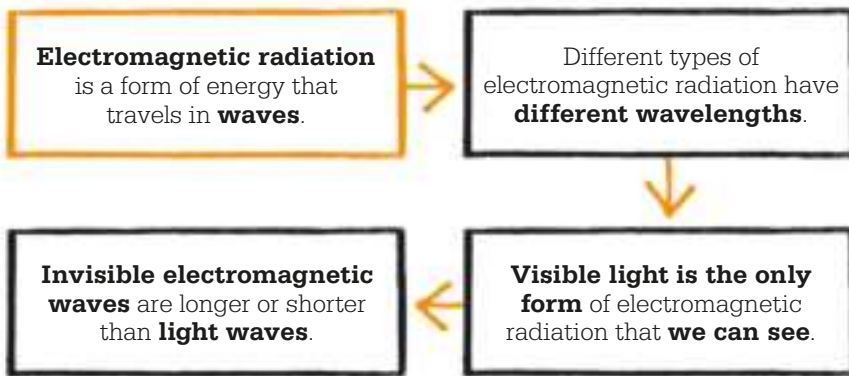 Electromagnetic radiation
is a form of energy that
travels in waves.
Different types of
electromagnetic radiation have
different wavelengths.
Visible light is the only
form of electromagnetic
radiation that we can see.
Invisible electromagnetic
waves are longer or shorter
than light waves.